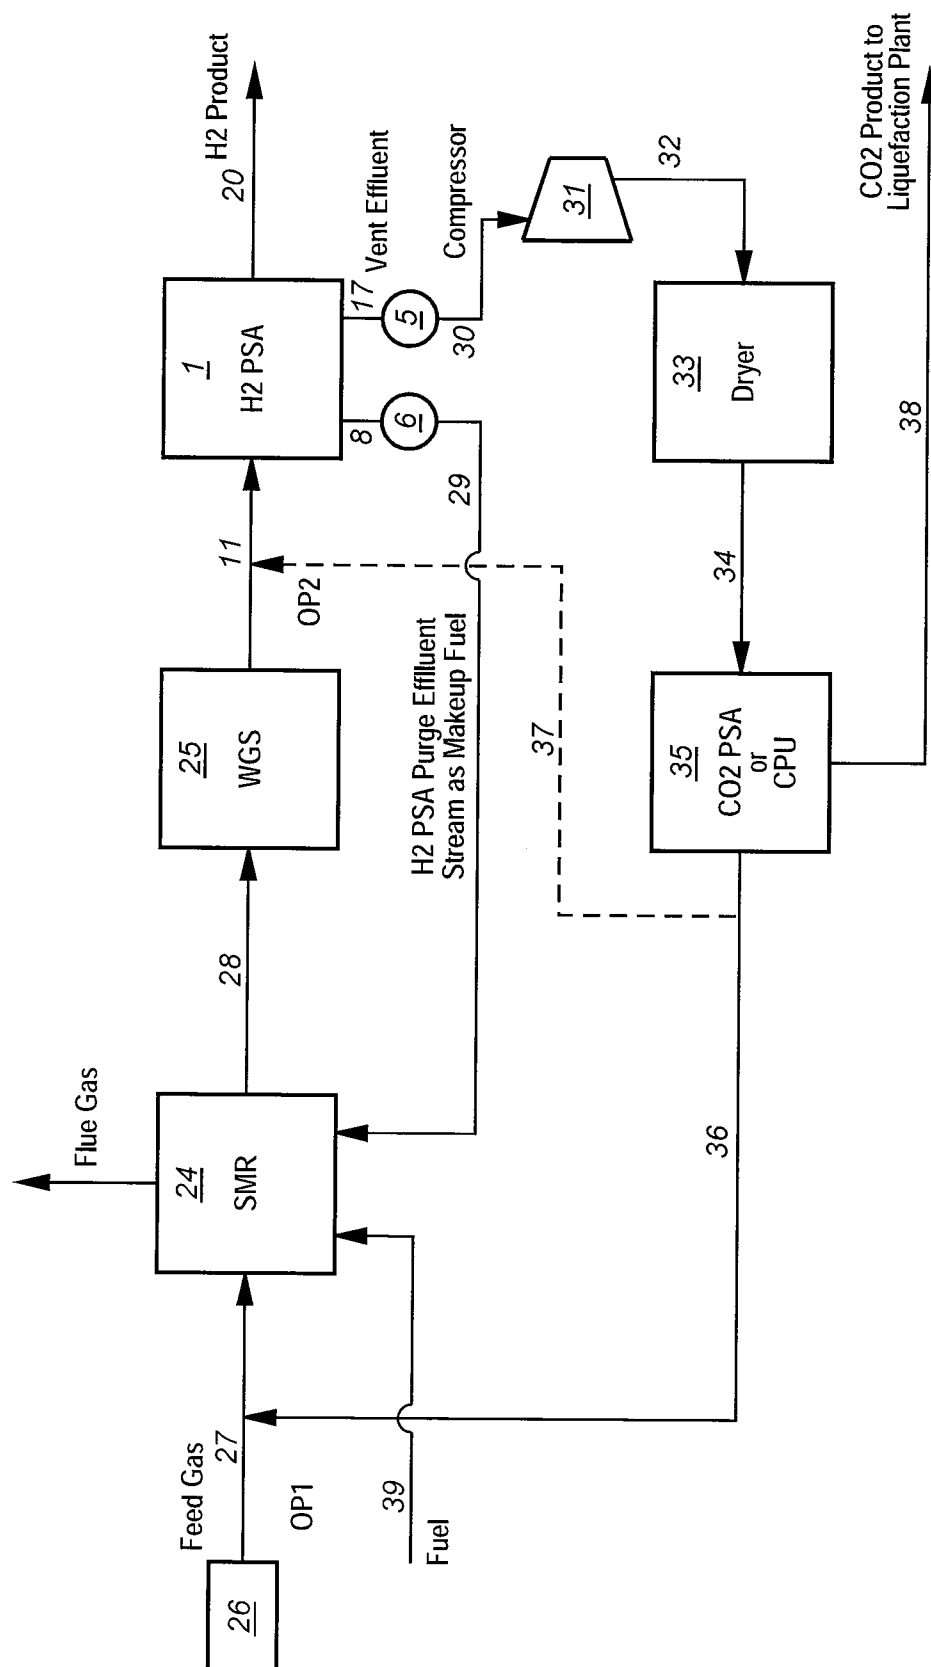 26
Feed Gas
27
OP1
39
Fuel
Flue Gas
24
SMR
28
25
WGS
11
OP2
1
H2 PSA
20
H2 Product
8
6
29
17
Vent Effluent
5
30
Compressor
31
32
H2 PSA Purge Effluent
Stream as Makeup Fuel
33
Dryer
34
35
CO2 PSA
or
CPU
36
37
38
CO2 Product to
Liquefaction Plant